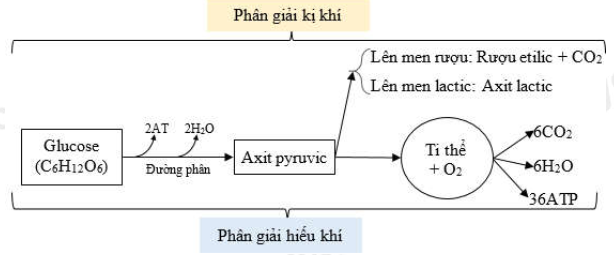 Phân giải kị khí
Lên men rượu: Rượu etilic + CO2
Lên men lactic: Axit lactic
2AT 2H2O
Glucose
(C6H12O6)
Đường phân
Axit pyruvic
Ti thể
+ O2
6CO2
6H2O
36ATP
Phân giải hiếu khí